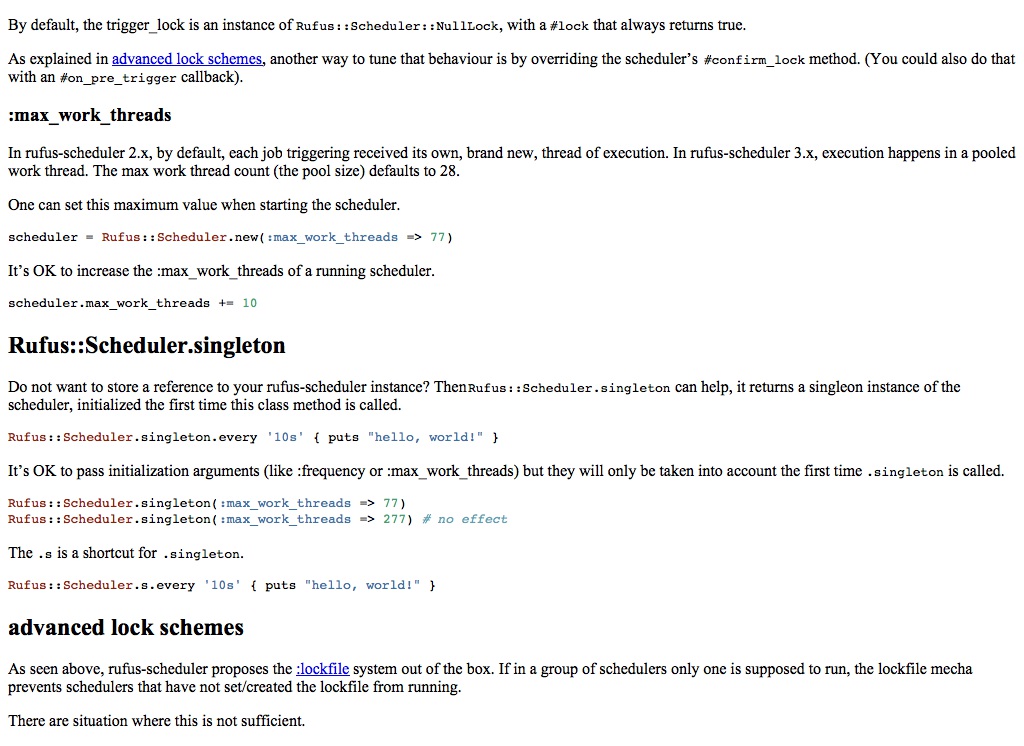 By default, the trigger_lock is an instance of Rufus::Scheduler::NullLock, with a #lock that always returns true.
As explained in advanced lock schemes, another way to tune that behaviour is by overriding the scheduler’s #confirm_lock method. (You could also do that
with an #on_pre_trigger callback).
:max_work_threads
In rufus-scheduler 2.x, by default, each job triggering received its own, brand new, thread of execution. In rufus-scheduler 3.x, execution happens in a pooled
work thread. The max work thread count (the pool size) defaults to 28.
One can set this maximum value when starting the scheduler.
scheduler = Rufus::Scheduler.new(:max_work_threads => 77)
It’s OK to increase the :max_work_threads of a running scheduler.
scheduler.max_work_threads += 10
Rufus::Scheduler.singleton
Do not want to store a reference to your rufus-scheduler instance? Then Rufus::Scheduler.singleton can help, it returns a singleon instance of the
scheduler, initialized the first time this class method is called.
Rufus::Scheduler.singleton.every '10s' { puts "hello, world!" }
It’s OK to pass initialization arguments (like :frequency or :max_work_threads) but they will only be taken into account the first time .singleton is called.
Rufus::Scheduler.singleton(:max_work_threads => 77)
Rufus::Scheduler.singleton(:max_work_threads => 277) # no effect
The .s is a shortcut for .singleton.
Rufus::Scheduler.s.every '10s' { puts "hello, world!" }
advanced lock schemes
As seen above, rufus-scheduler proposes the :lockfile system out of the box. If in a group of schedulers only one is supposed to run, the lockfile mecha
prevents schedulers that have not set/created the lockfile from running.
There are situation where this is not sufficient.